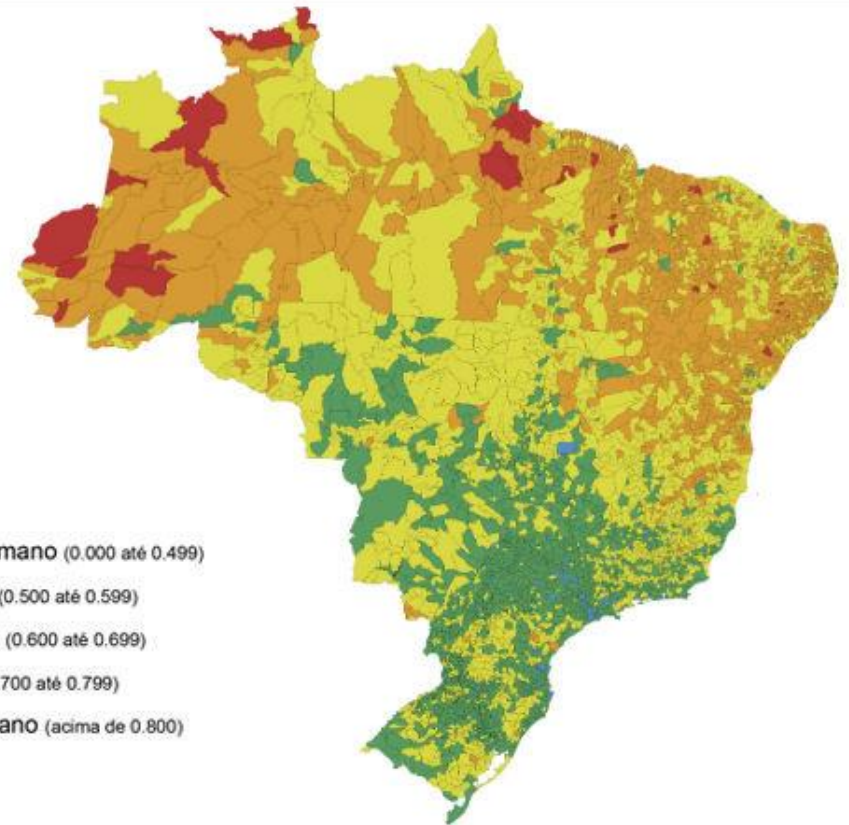 mano (0.000 até 0.499)
(0.500 até 0.599)
(0.600 até 0.699)
700 até 0.799)
ano (acima de 0.800)